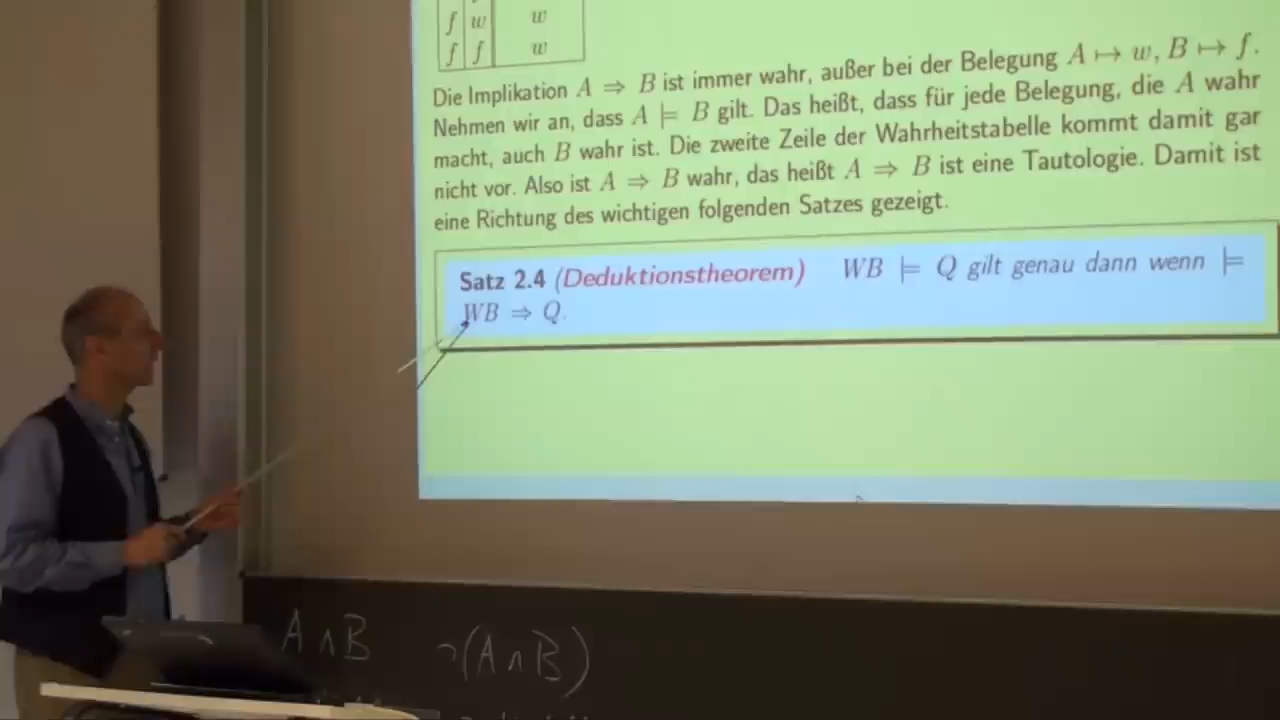 f w w
f f w
Die Implikation A ⇒ B ist immer wahr, außer bei der Belegung A ↦ w, B ↦ f.
Nehmen wir an, dass A ⊨ B gilt. Das heißt, dass für jede Belegung, die A wahr
macht, auch B wahr ist. Die zweite Zeile der Wahrheitstabelle kommt damit gar
nicht vor. Also ist A ⇒ B wahr, das heißt A ⇒ B ist eine Tautologie. Damit ist
eine Richtung des wichtigen folgenden Satzes gezeigt.
Satz 2.4 (Deduktionstheorem) WB ⊨ Q gilt genau dann wenn ⊨
WB ⇒ Q.
A ∧ B ¬(A ∧ B)